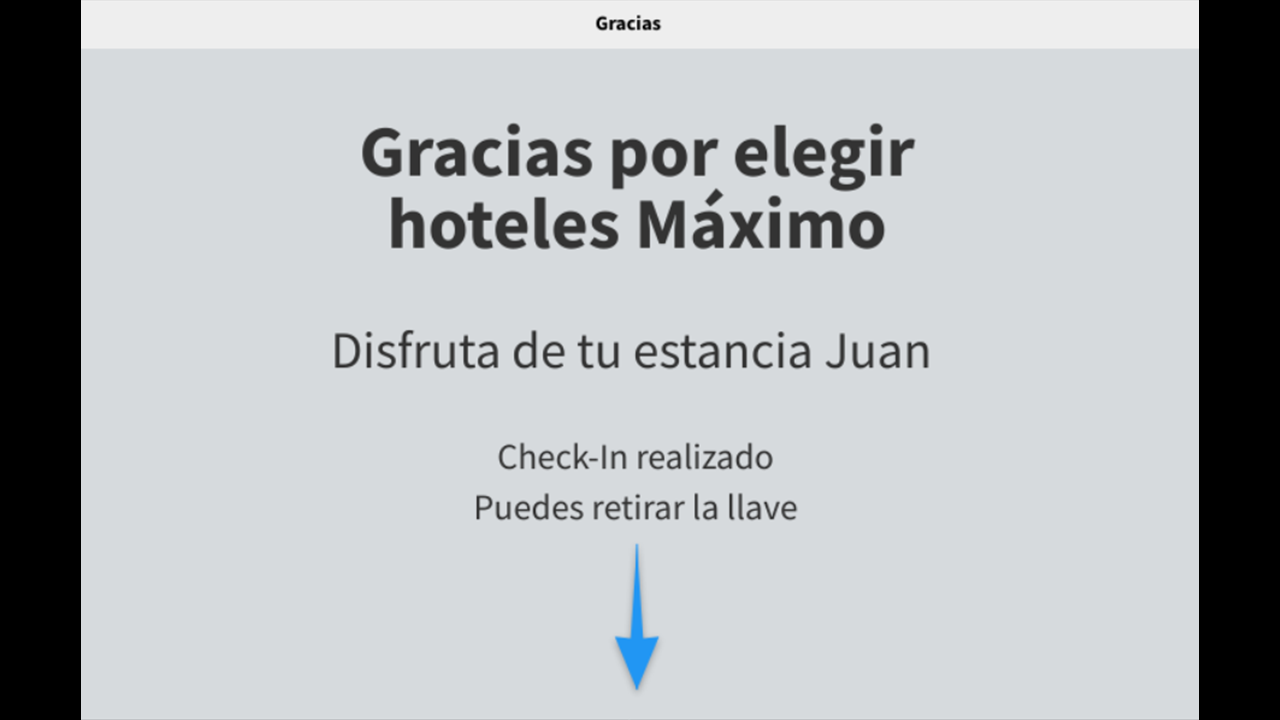 Gracias
Gracias por elegir
hoteles Máximo
Disfruta de tu estancia Juan
Check-In realizado
Puedes retirar la llave